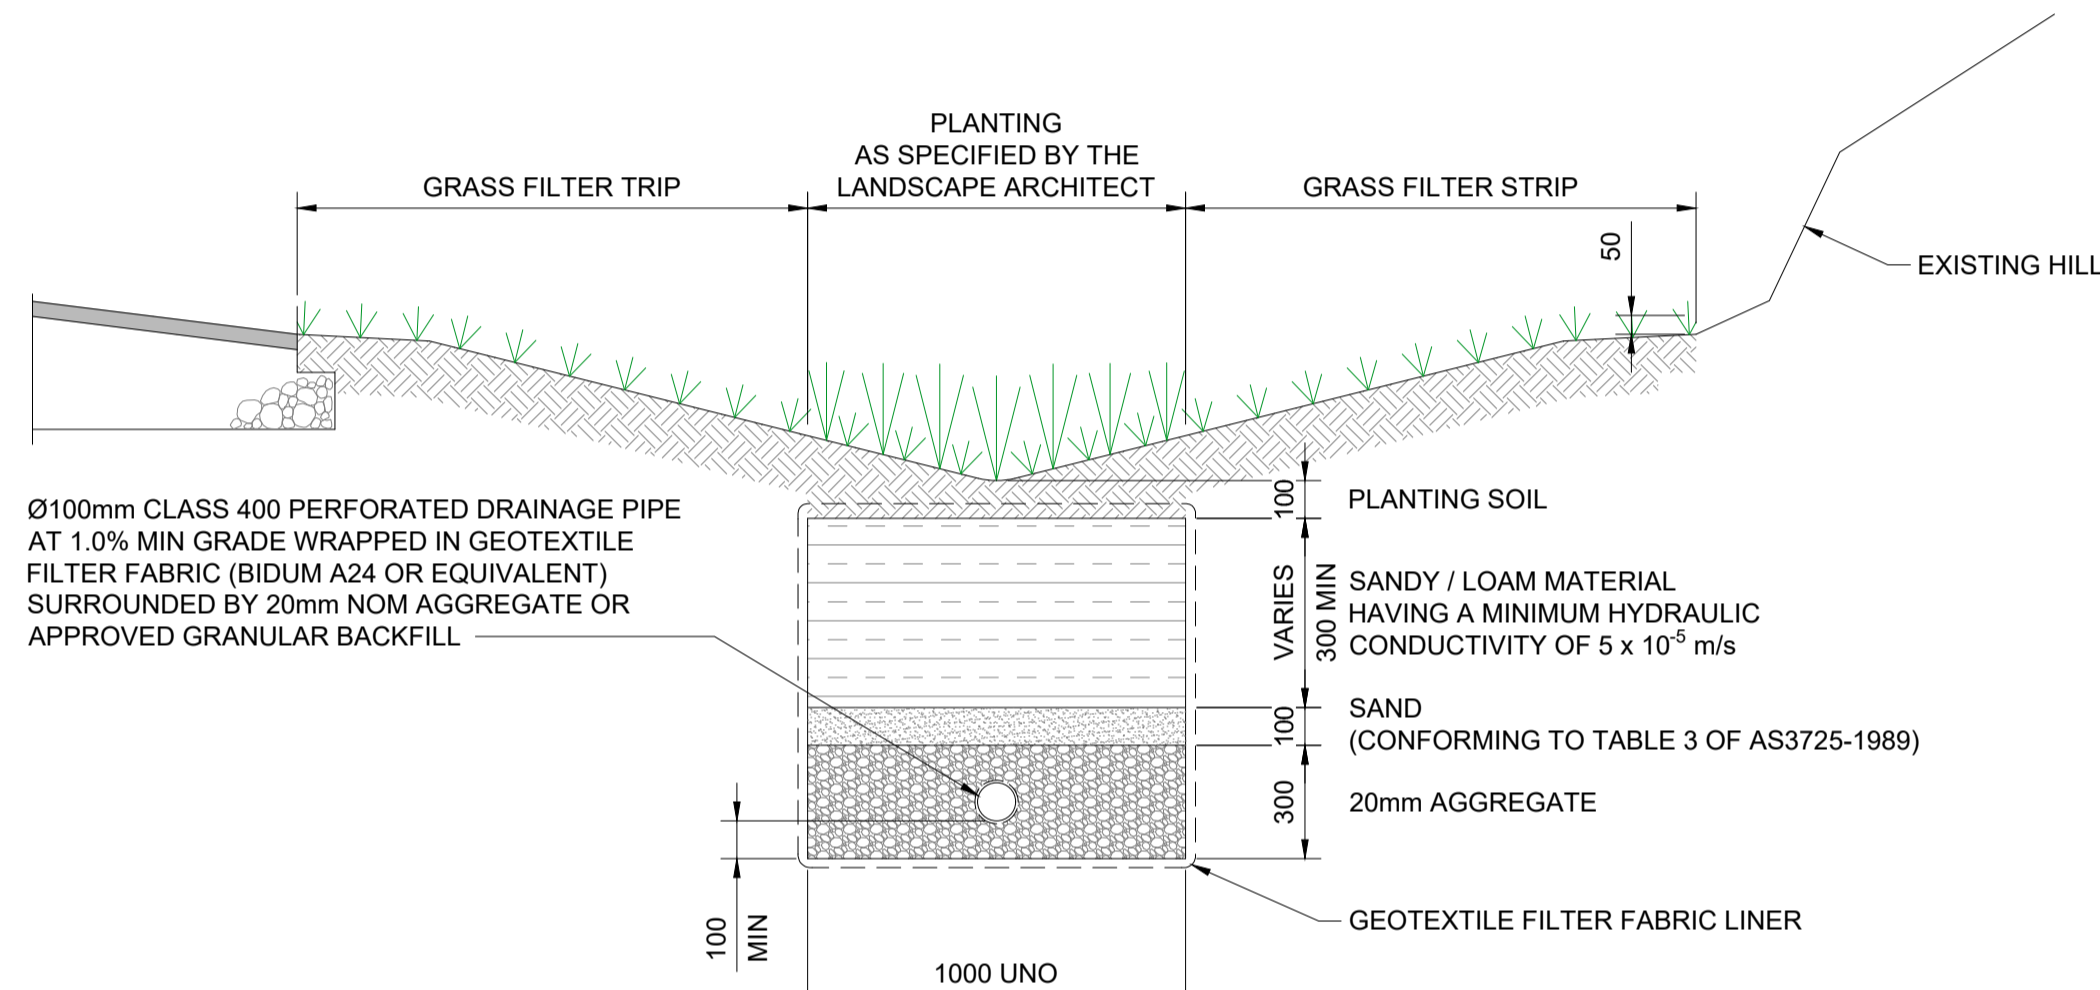 PLANTING
AS SPECIFIED BY THE
LANDSCAPE ARCHITECT
GRASS FILTER TRIP
GRASS FILTER STRIP
50
EXISTING HILL
Ø100mm CLASS 400 PERFORATED DRAINAGE PIPE
AT 1.0% MIN GRADE WRAPPED IN GEOTEXTILE
FILTER FABRIC (BIDUM A24 OR EQUIVALENT)
SURROUNDED BY 20mm NOM AGGREGATE OR
APPROVED GRANULAR BACKFILL
100
PLANTING SOIL
VARIES
300 MIN
SANDY / LOAM MATERIAL
HAVING A MINIMUM HYDRAULIC
CONDUCTIVITY OF 5 x 10⁻⁵ m/s
100
SAND
(CONFORMING TO TABLE 3 OF AS3725-1989)
300
20mm AGGREGATE
100
MIN
GEOTEXTILE FILTER FABRIC LINER
1000 UNO